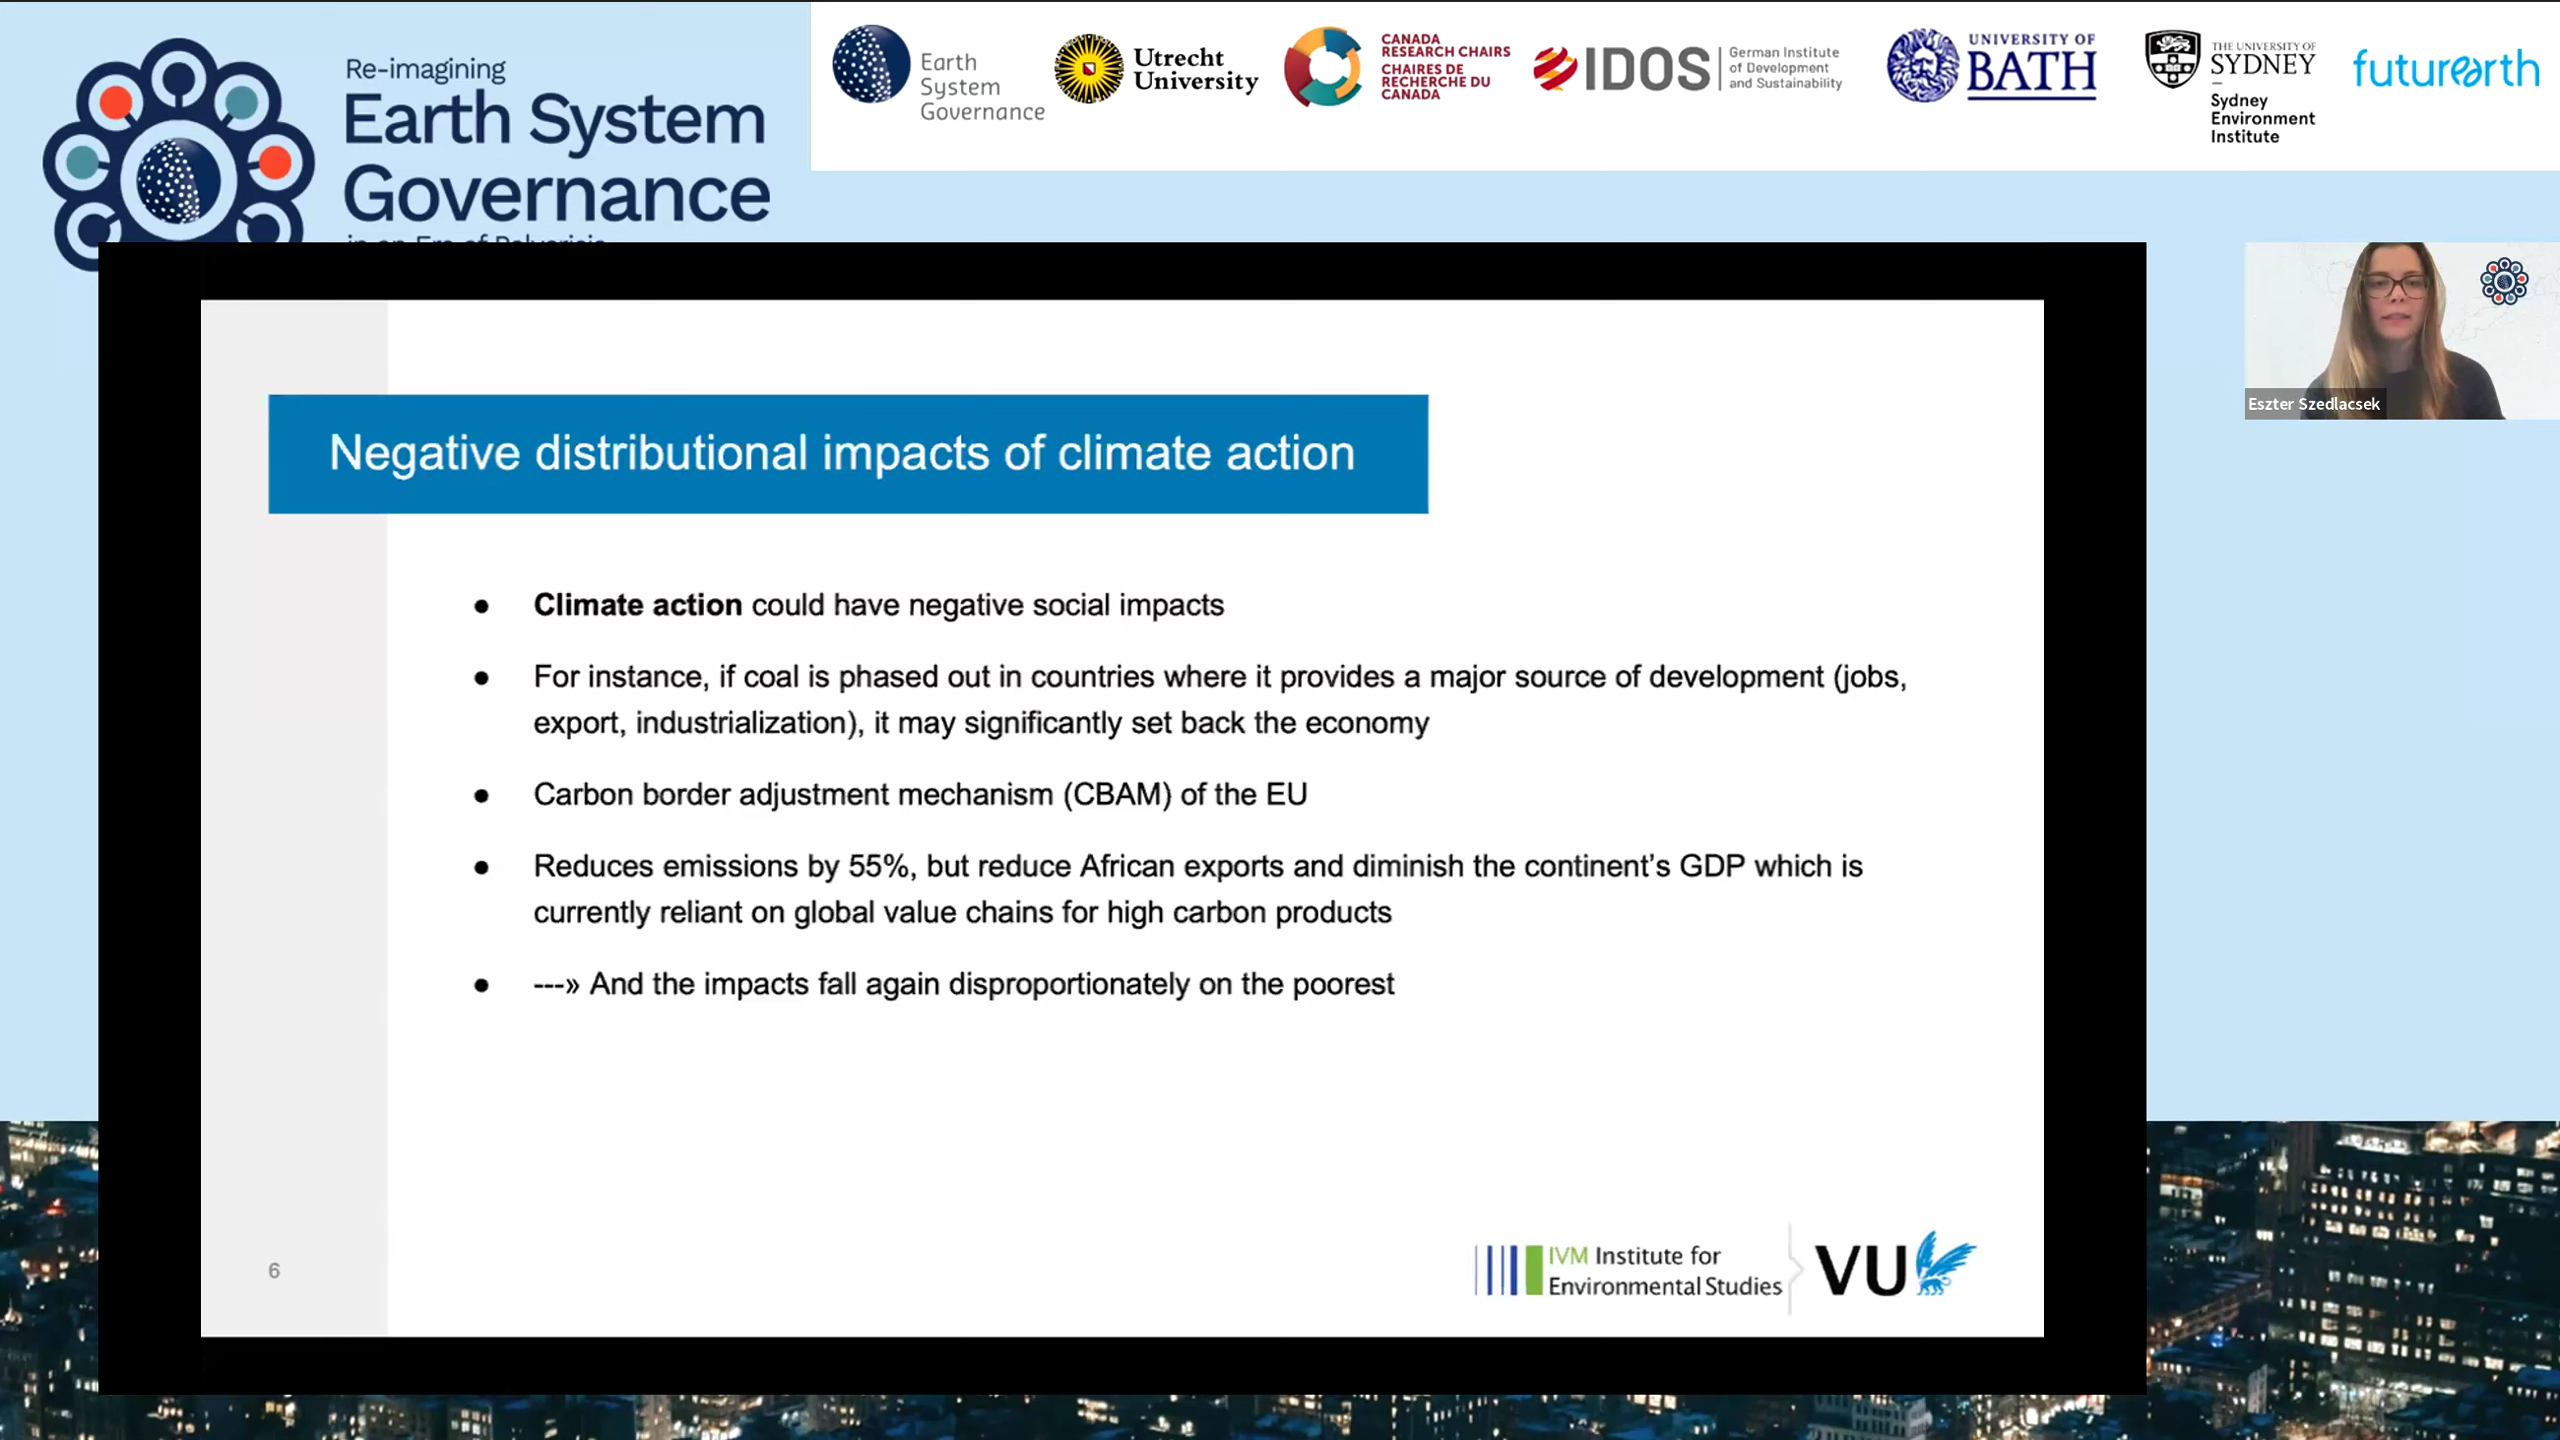 Re-imagining
Earth System
Governance
in an Era of Polycrisis
Earth
System
Governance
Utrecht
University
CANADA
RESEARCH CHAIRS
CHAIRES DE
RECHERCHE DU
CANADA
IDOS
German Institute
of Development
and Sustainability
UNIVERSITY OF
BATH
THE UNIVERSITY OF
SYDNEY
Sydney
Environment
Institute
futurearth
Eszter Szedlacsek
Negative distributional impacts of climate action
● Climate action could have negative social impacts
● For instance, if coal is phased out in countries where it provides a major source of development (jobs,
export, industrialization), it may significantly set back the economy
● Carbon border adjustment mechanism (CBAM) of the EU
● Reduces emissions by 55%, but reduce African exports and diminish the continent’s GDP which is
currently reliant on global value chains for high carbon products
● ---» And the impacts fall again disproportionately on the poorest
6
IVM Institute for
Environmental Studies
VU